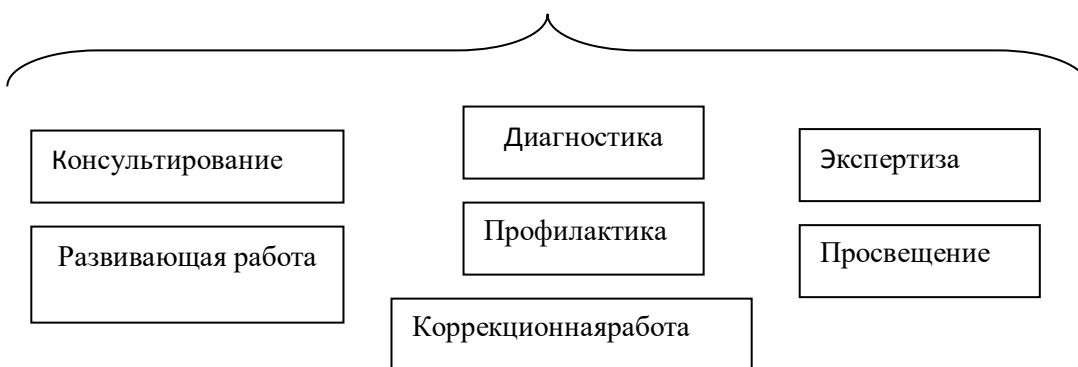 Консультирование
Диагностика
Экспертиза
Развивающая работа
Профилактика
Просвещение
Коррекционнаяработа